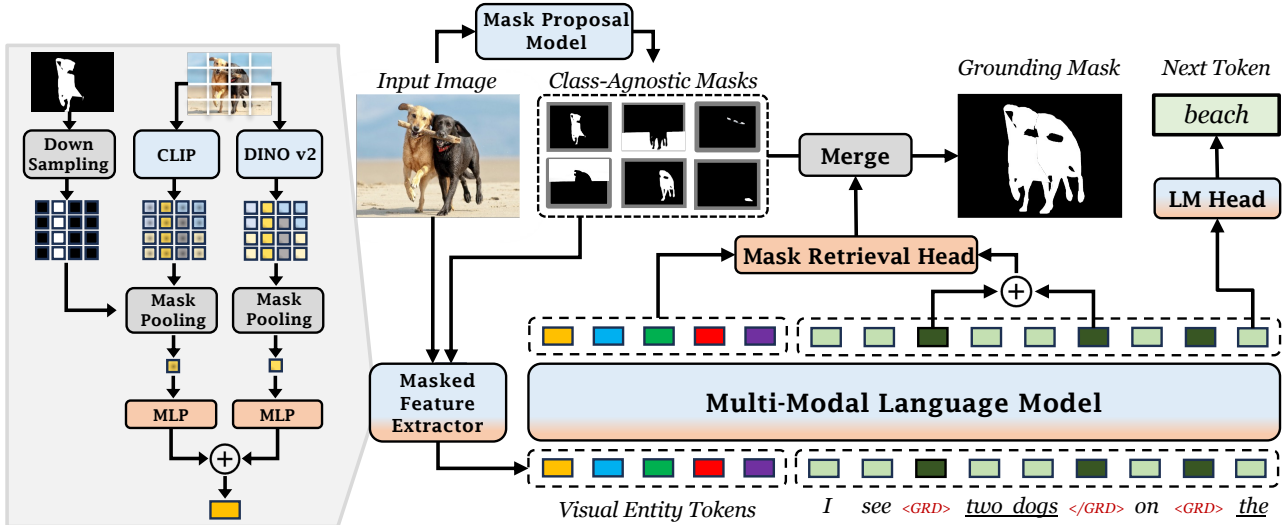 Down
Sampling
CLIP
DINO v2
Mask
Pooling
Mask
Pooling
MLP
MLP
Mask Proposal
Model
Input Image
Class-Agnostic Masks
Grounding Mask
Next Token
Merge
beach
LM Head
Mask Retrieval Head
Masked
Feature
Extractor
Multi-Modal Language Model
Visual Entity Tokens
I see <GRD> two dogs </GRD> on <GRD> the